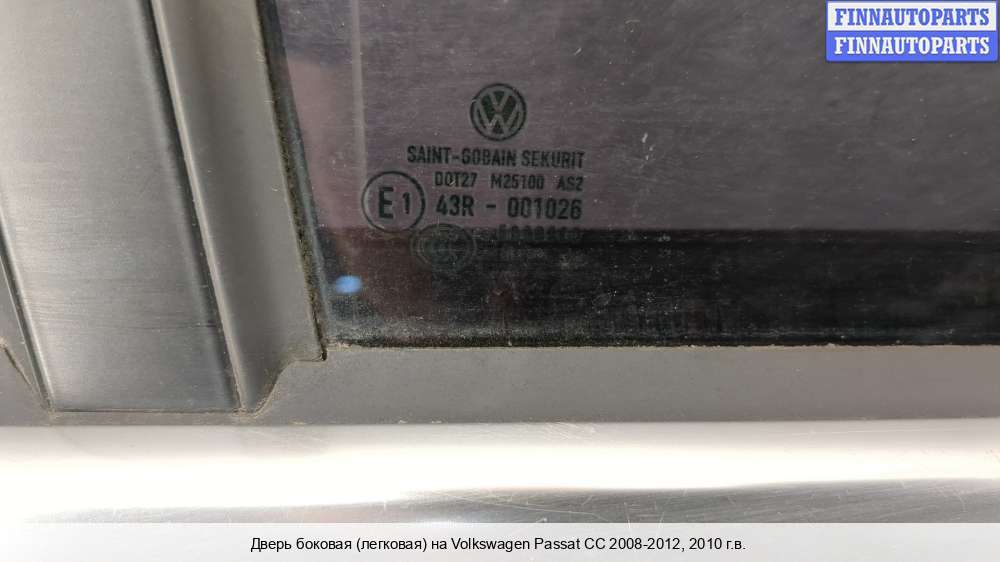 FINNAUTOPARTS
FINNAUTOPARTS
SAINT-GOBAIN SEKURIT
DOT27 M25100 AS2
E1 43R - 001026
Дверь боковая (легковая) на Volkswagen Passat CC 2008-2012, 2010 г.в.